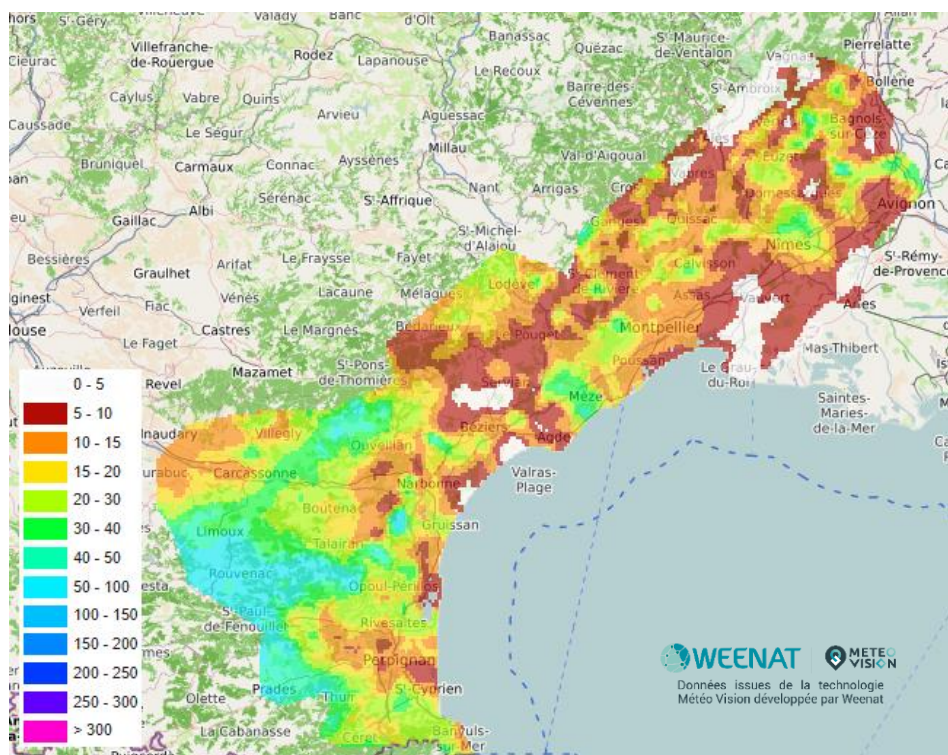 Banassac
St-Maurice-
de-Ventalon
Villefranche-
de-Rouergue
Valady
Banc
d'Olt
Quézac
Vagnas
Pierrelatte
Cieurac
Rodez
Lapanouse
Le Recoux
Barre-des-
Cévennes
St-Ambroix
Bollène
Caylus
Vabre
Quins
Arvieu
Aguessac
Bagnols-
sur-Cèze
Caussade
Le Ségur
Millau
Val-d'Aigoual
Euzet
Bruniquel
Carmaux
Connac
Ayssènes
Nant
Arrigas
Domessargues
Avignon
Gaillac
Albi
Sérénac
St-Affrique
Ganges
Quissac
Nîmes
St-Rémy-
de-Provence
Bessières
Arifat
Le Fraysse
Fayet
St-Michel-
d'Alajou
St-Clément-
de-Rivière
Calvisson
Graulhet
Lacaune
Mélagues
Lodève
Assas
Vauvert
Arles
Verfeil
Fiac
Vénès
Castres
Le Margnès
Bédarieux
Le Pouget
Montpellier
Mas-Thibert
Le Faget
St-Pons-
de-Thomières
Servian
Poussan
Le Grau-
du-Roi
Revel
Mazamet
Mèze
Saintes-
Maries-
de-la-Mer
Villegly
Ouveillan
Béziers
Agde
Carcassonne
Narbonne
Valras-
Plage
Boutenac
Gruissan
Limoux
Talairan
Rouvenac
Opoul-Périllos
St-Paul-
de-Fenouillet
Rivesaltes
Perpignan
Olette
Prades
Thuir
St-Cyprien
La Cabanasse
Céret
Banyuls-
sur-Mer
0 - 5
5 - 10
10 - 15
15 - 20
20 - 30
30 - 40
40 - 50
50 - 100
100 - 150
150 - 200
200 - 250
250 - 300
> 300
WEENAT
METEO
VISION
Données issues de la technologie
Météo Vision développée par Weenat